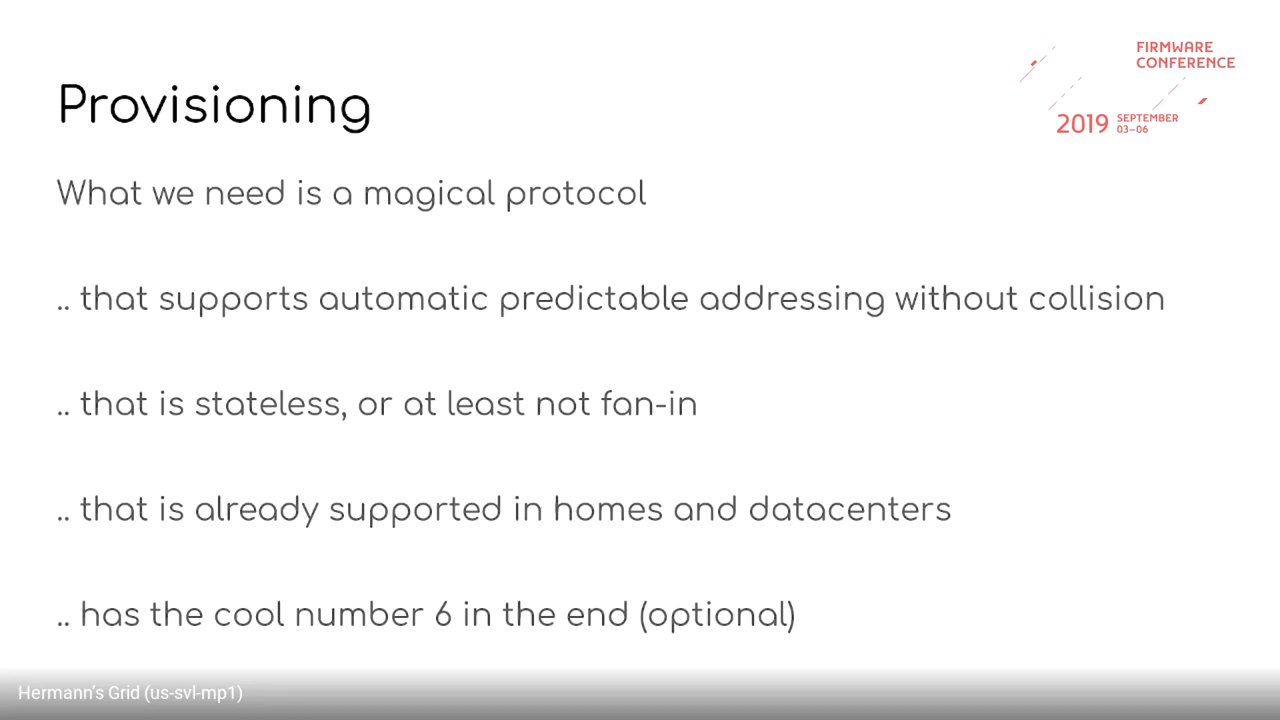 FIRMWARE
CONFERENCE
2019 SEPTEMBER
03–06
Provisioning
What we need is a magical protocol
.. that supports automatic predictable addressing without collision
.. that is stateless, or at least not fan-in
.. that is already supported in homes and datacenters
.. has the cool number 6 in the end (optional)
Hermann's Grid (us-svl-mp1)